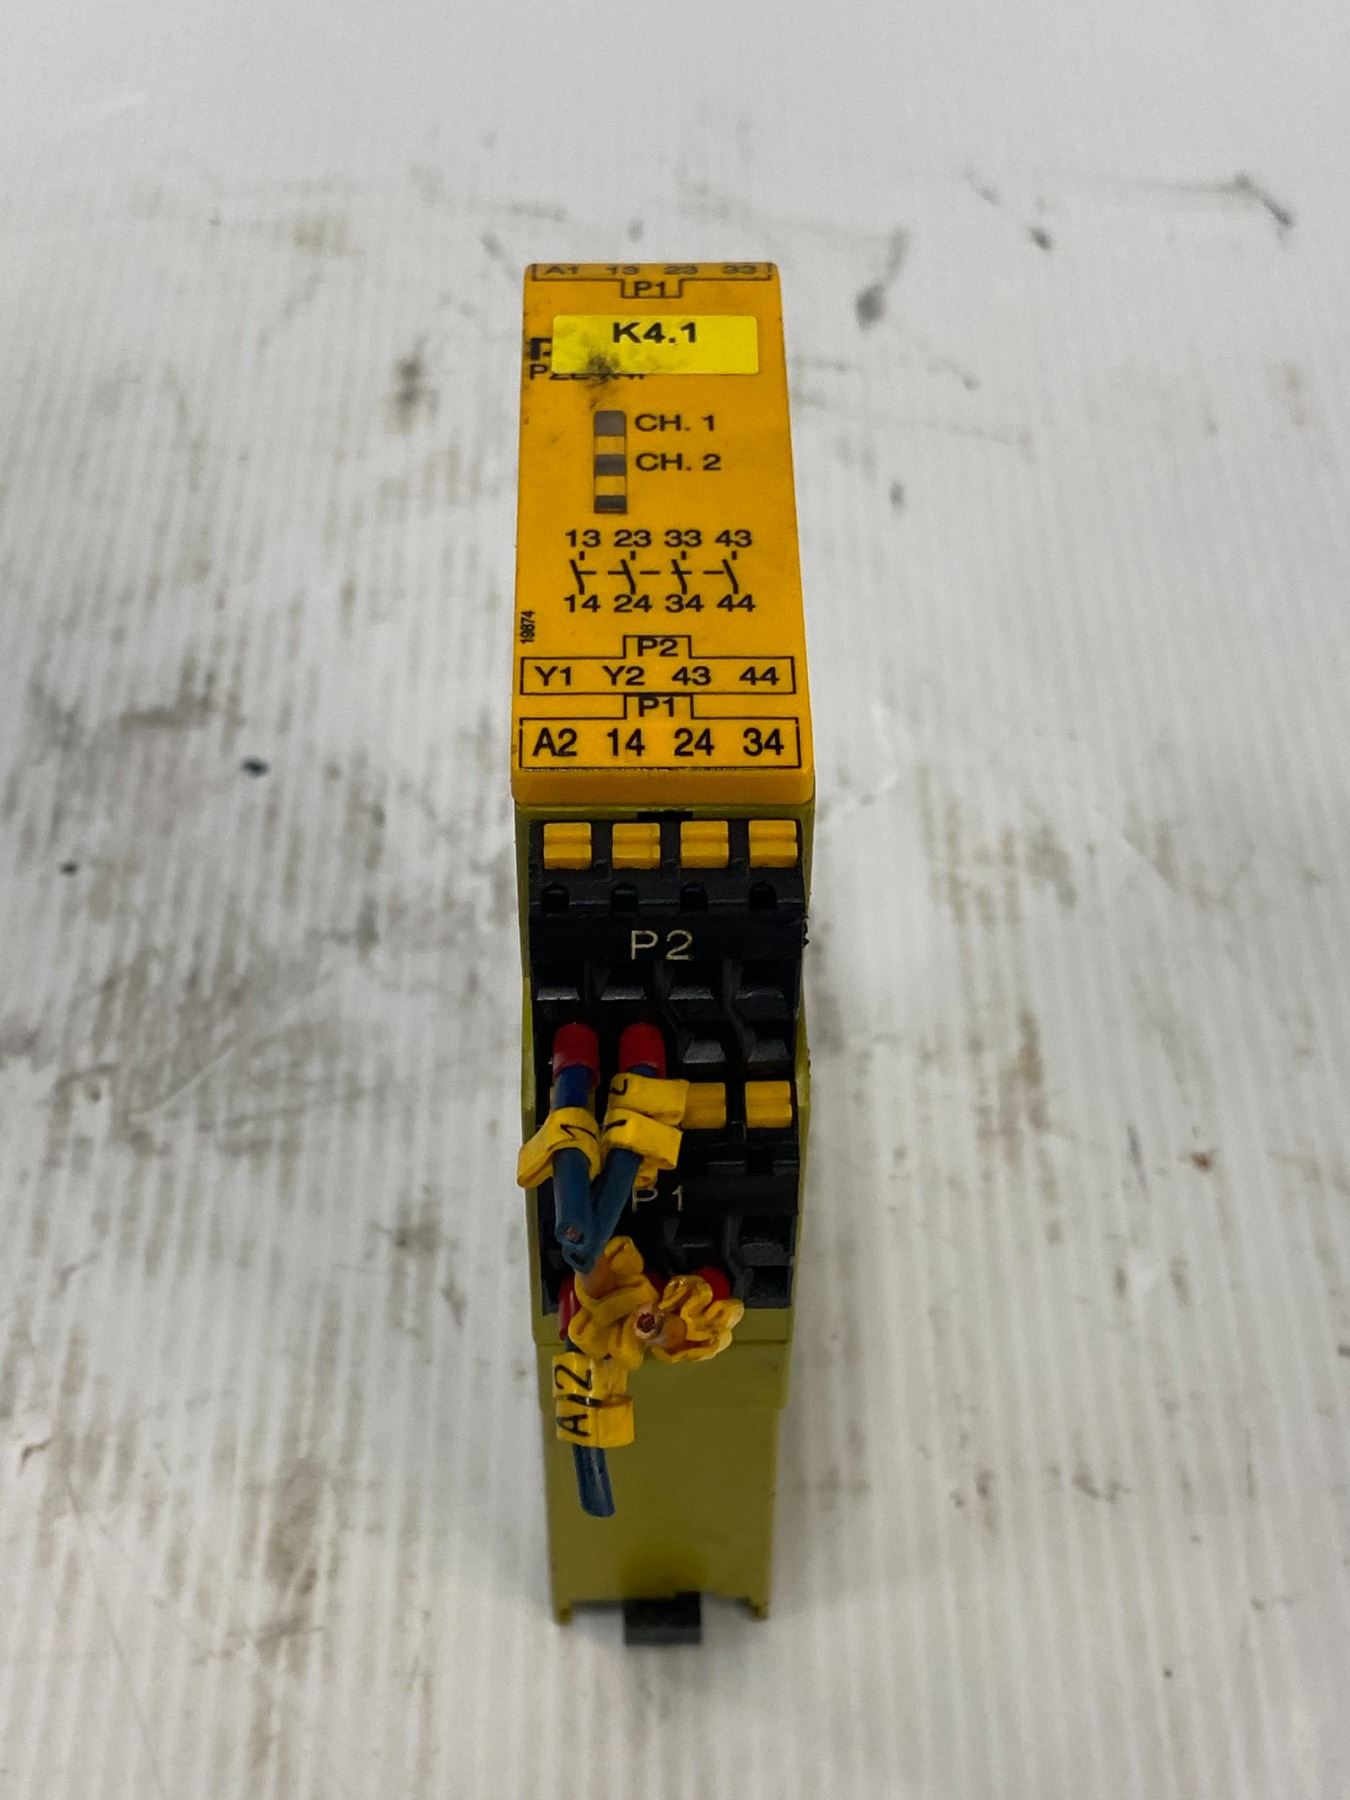 A1 13 23 33
P1
K4.1
CH. 1
CH. 2
13 23 33 43
14 24 34 44
19874
P2
Y1 Y2 43 44
P1
A2 14 24 34
P2
P1
A2